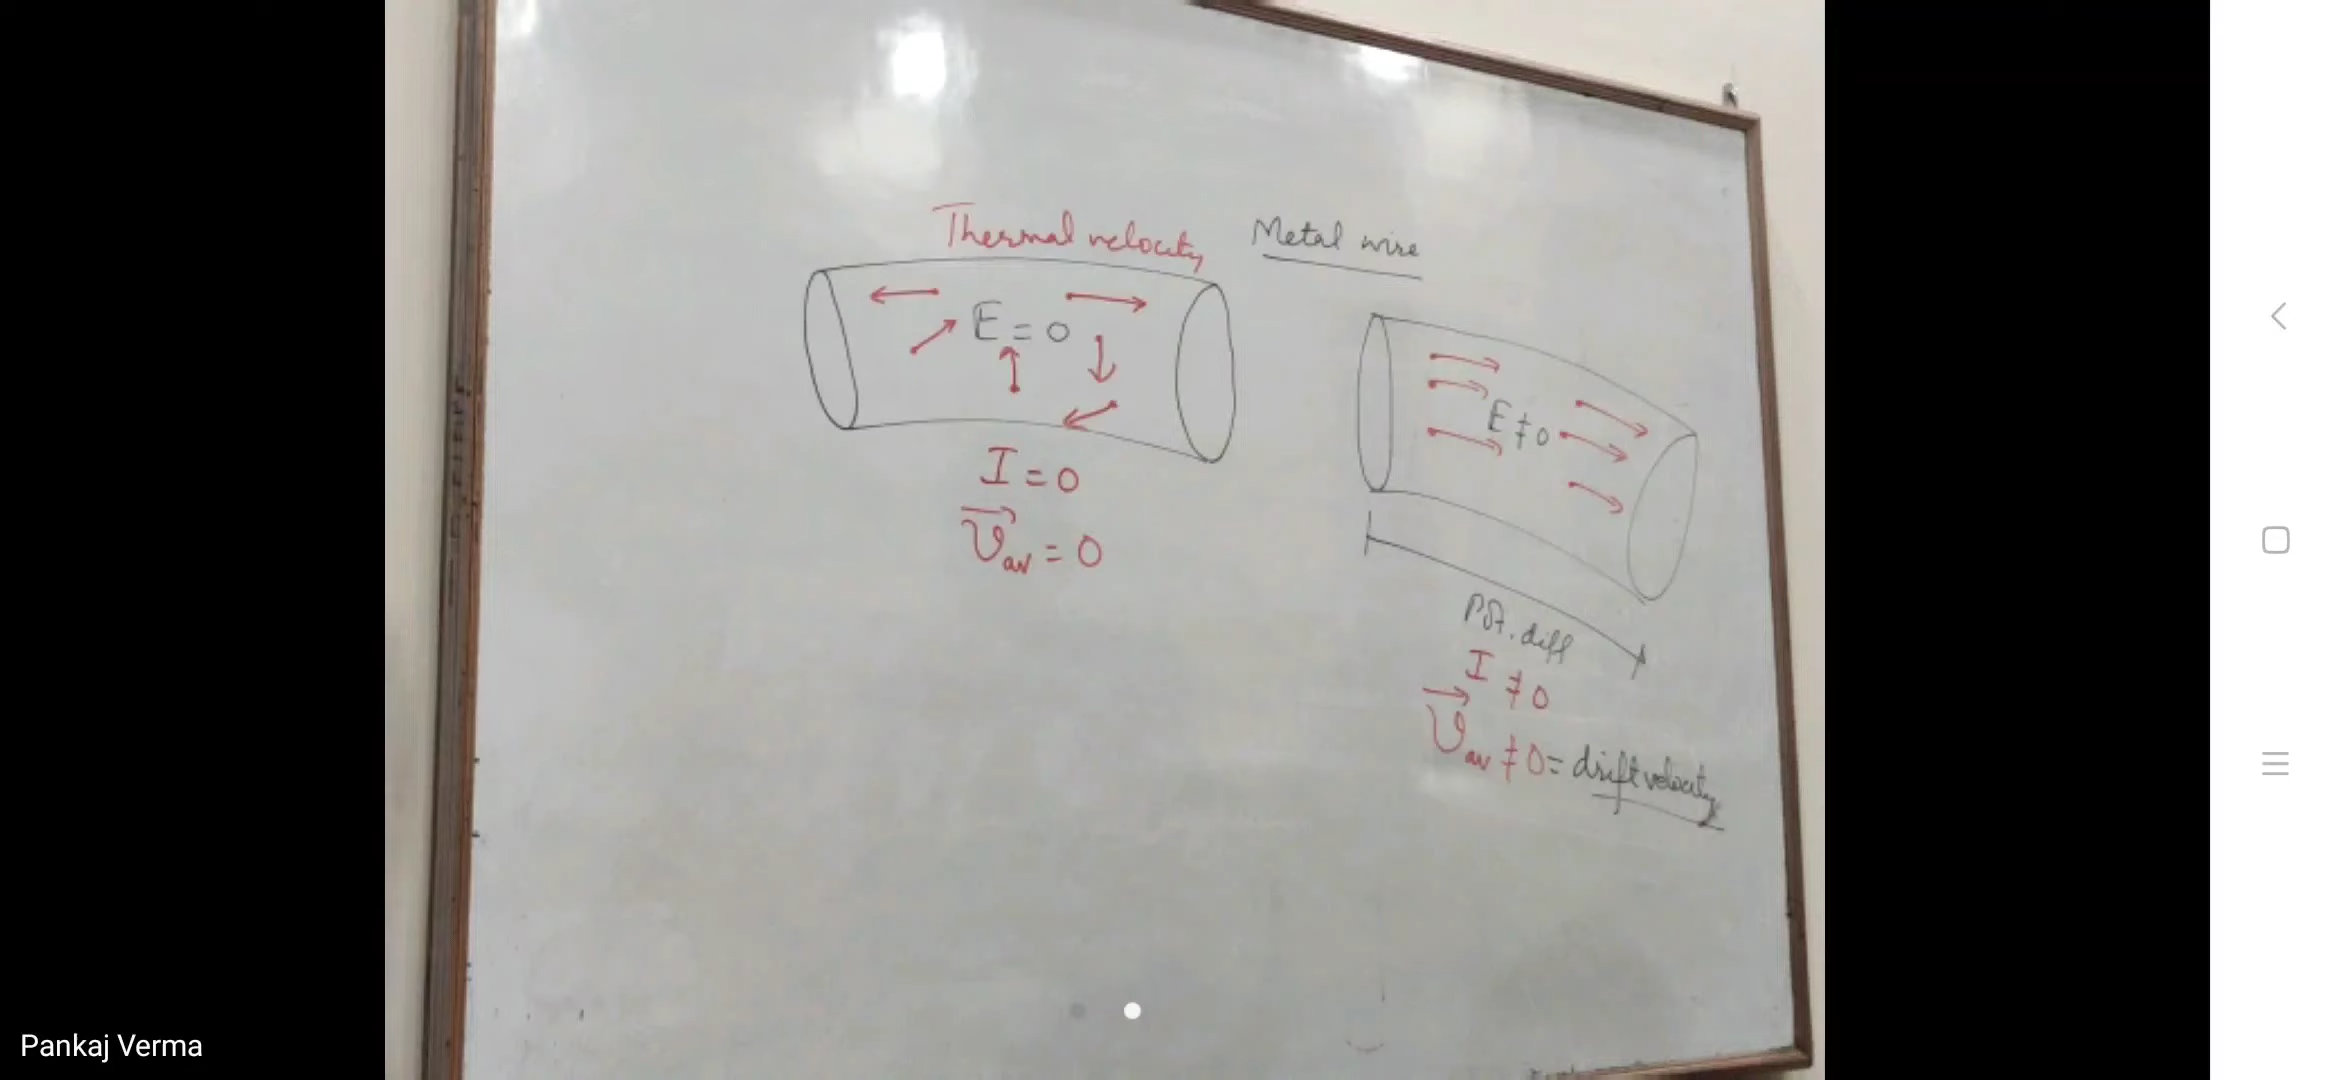 Thermal velocity
Metal wire
E = 0
I = 0
v⃗av = 0
E ≠ 0
Pot. diff
I ≠ 0
v⃗av ≠ 0 = drift velocity
Pankaj Verma